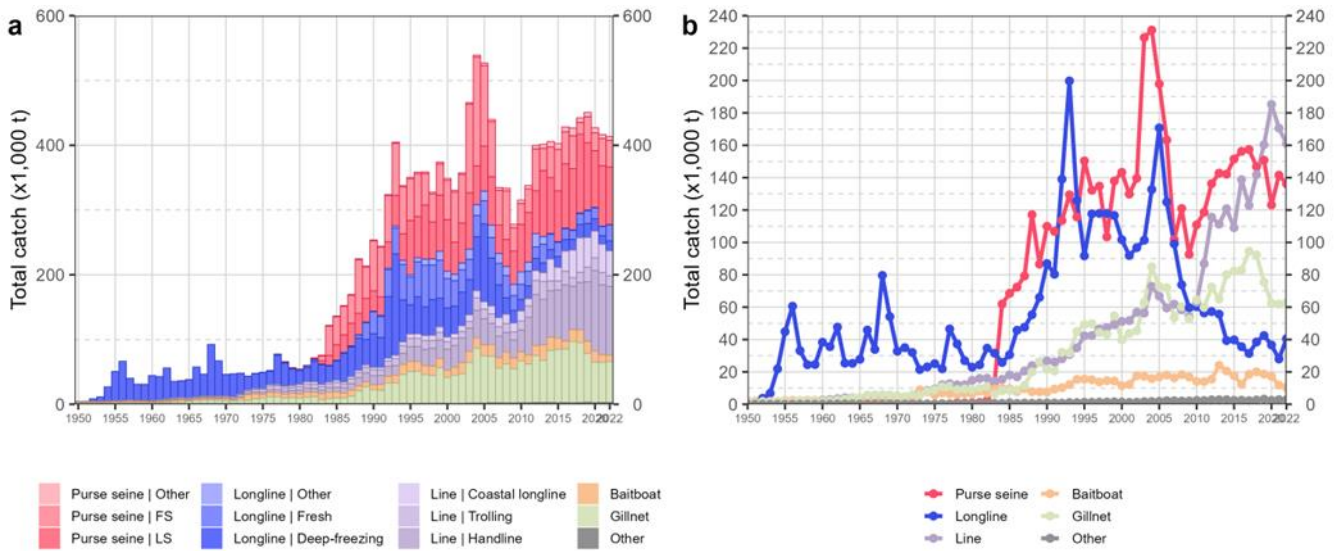 a
Total catch (x1,000 t)
600
400
200
0
600
400
200
0
1950 1955 1960 1965 1970 1975 1980 1985 1990 1995 2000 2005 2010 2015 2020 2022
Purse seine | Other
Purse seine | FS
Purse seine | LS
Longline | Other
Longline | Fresh
Longline | Deep-freezing
Line | Coastal longline
Line | Trolling
Line | Handline
Baitboat
Gillnet
Other
b
Total catch (x1,000 t)
240
220
200
180
160
140
120
100
80
60
40
20
0
240
220
200
180
160
140
120
100
80
60
40
20
0
1950 1955 1960 1965 1970 1975 1980 1985 1990 1995 2000 2005 2010 2015 2020 2022
Purse seine
Longline
Line
Baitboat
Gillnet
Other